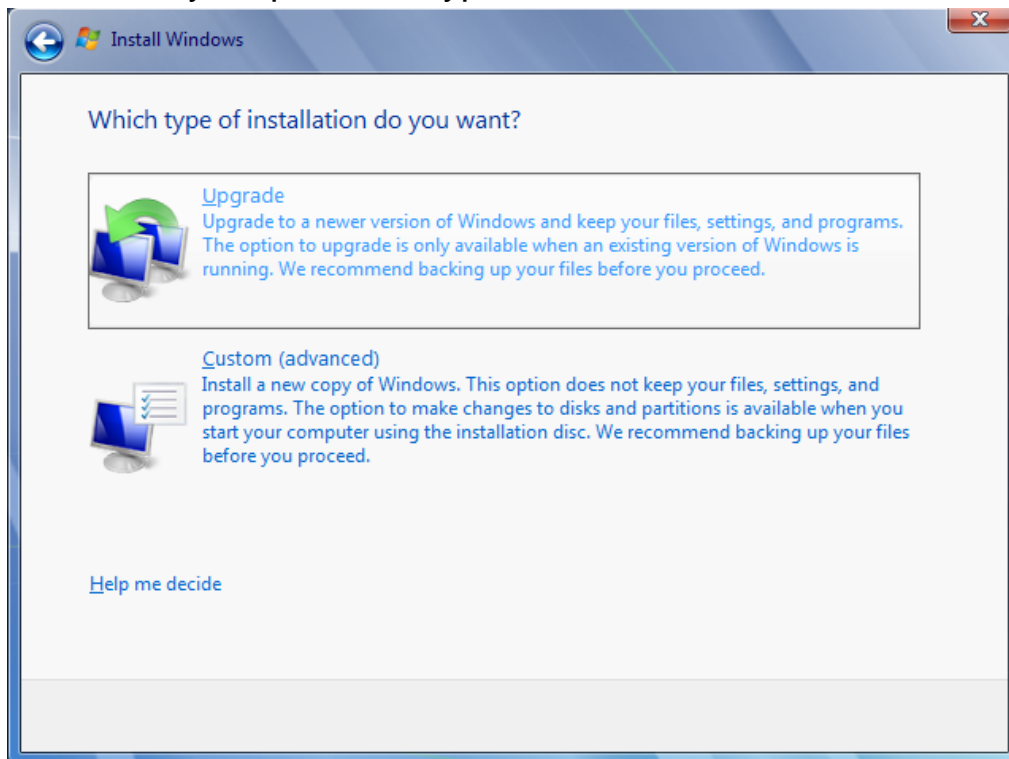 Install Windows
Which type of installation do you want?
Upgrade
Upgrade to a newer version of Windows and keep your files, settings, and programs.
The option to upgrade is only available when an existing version of Windows is
running. We recommend backing up your files before you proceed.
Custom (advanced)
Install a new copy of Windows. This option does not keep your files, settings, and
programs. The option to make changes to disks and partitions is available when you
start your computer using the installation disc. We recommend backing up your files
before you proceed.
Help me decide